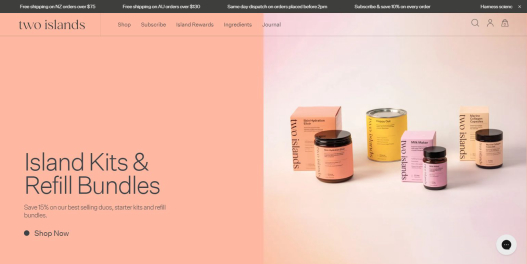 Free shipping on NZ orders over $75 Free shipping on AU orders over $100 Same day dispatch on orders placed before 2pm Subscribe & save 10% on every order Harness scienc
two islands Shop Subscribe Island Rewards Ingredients Journal
two islands
two islands
two islands
Island Kits &
Refill Bundles
Save 15% on our best selling duos, starter kits and refill
bundles.
Shop Now